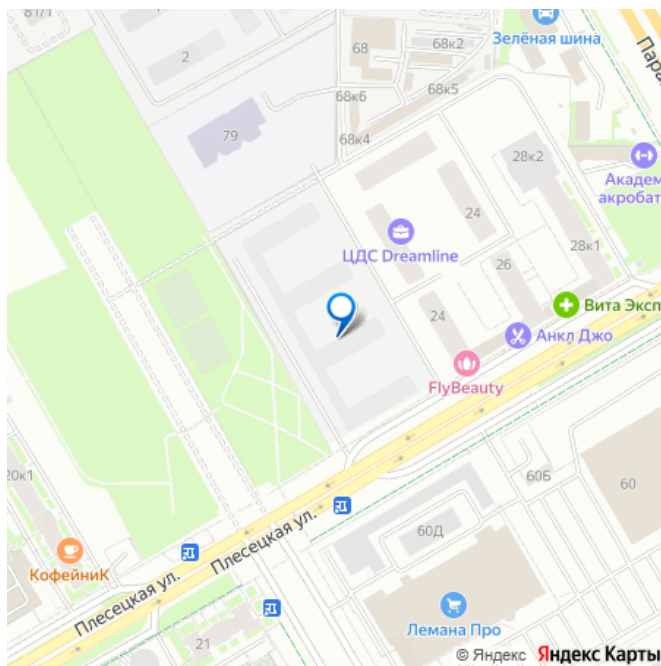 81/1
2
68
68к2
Зелёная шина
68к6
68к5
68к4
79
28к2
Академ
акробат
24
ЦДС Dreamline
26
28к1
24
Вита Эксп
Анкл Джо
FlyBeauty
20к1
60Б
60
60Д
Плесецкая ул.
Плесецкая ул.
КофейниК
Лемана Про
21
© Яндекс Яндекс Карты